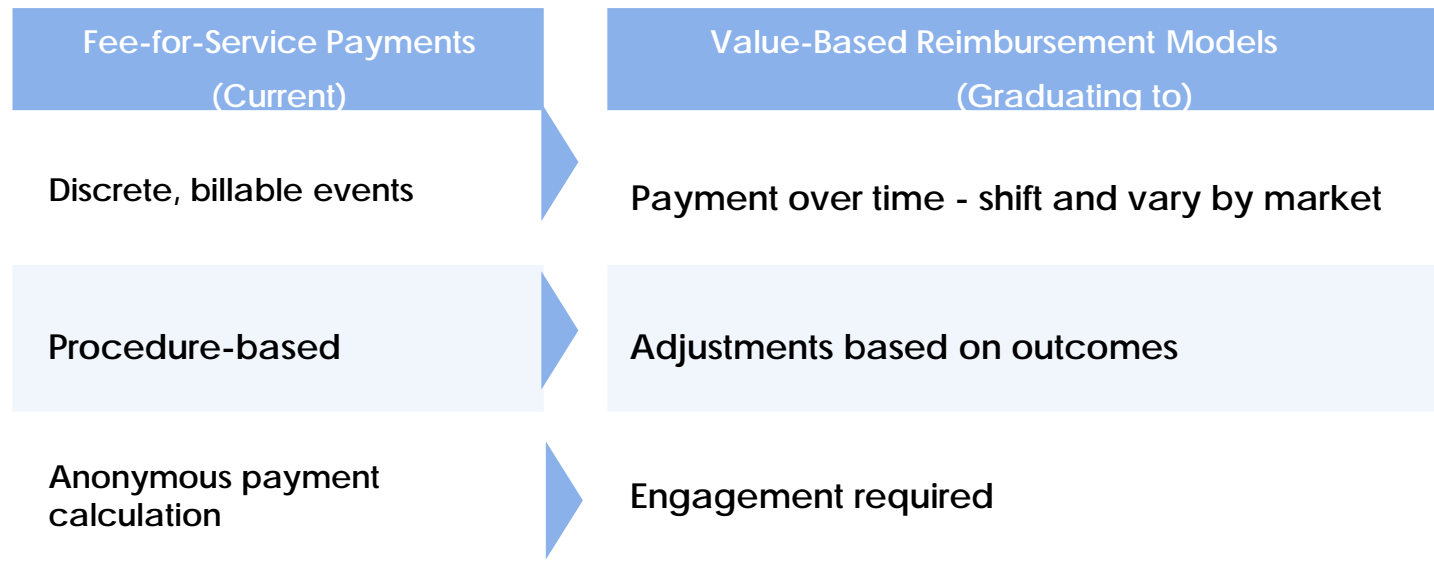 Fee-for-Service Payments
(Current)
Value-Based Reimbursement Models
(Graduating to)
Discrete, billable events
Payment over time - shift and vary by market
Procedure-based
Adjustments based on outcomes
Anonymous payment
calculation
Engagement required